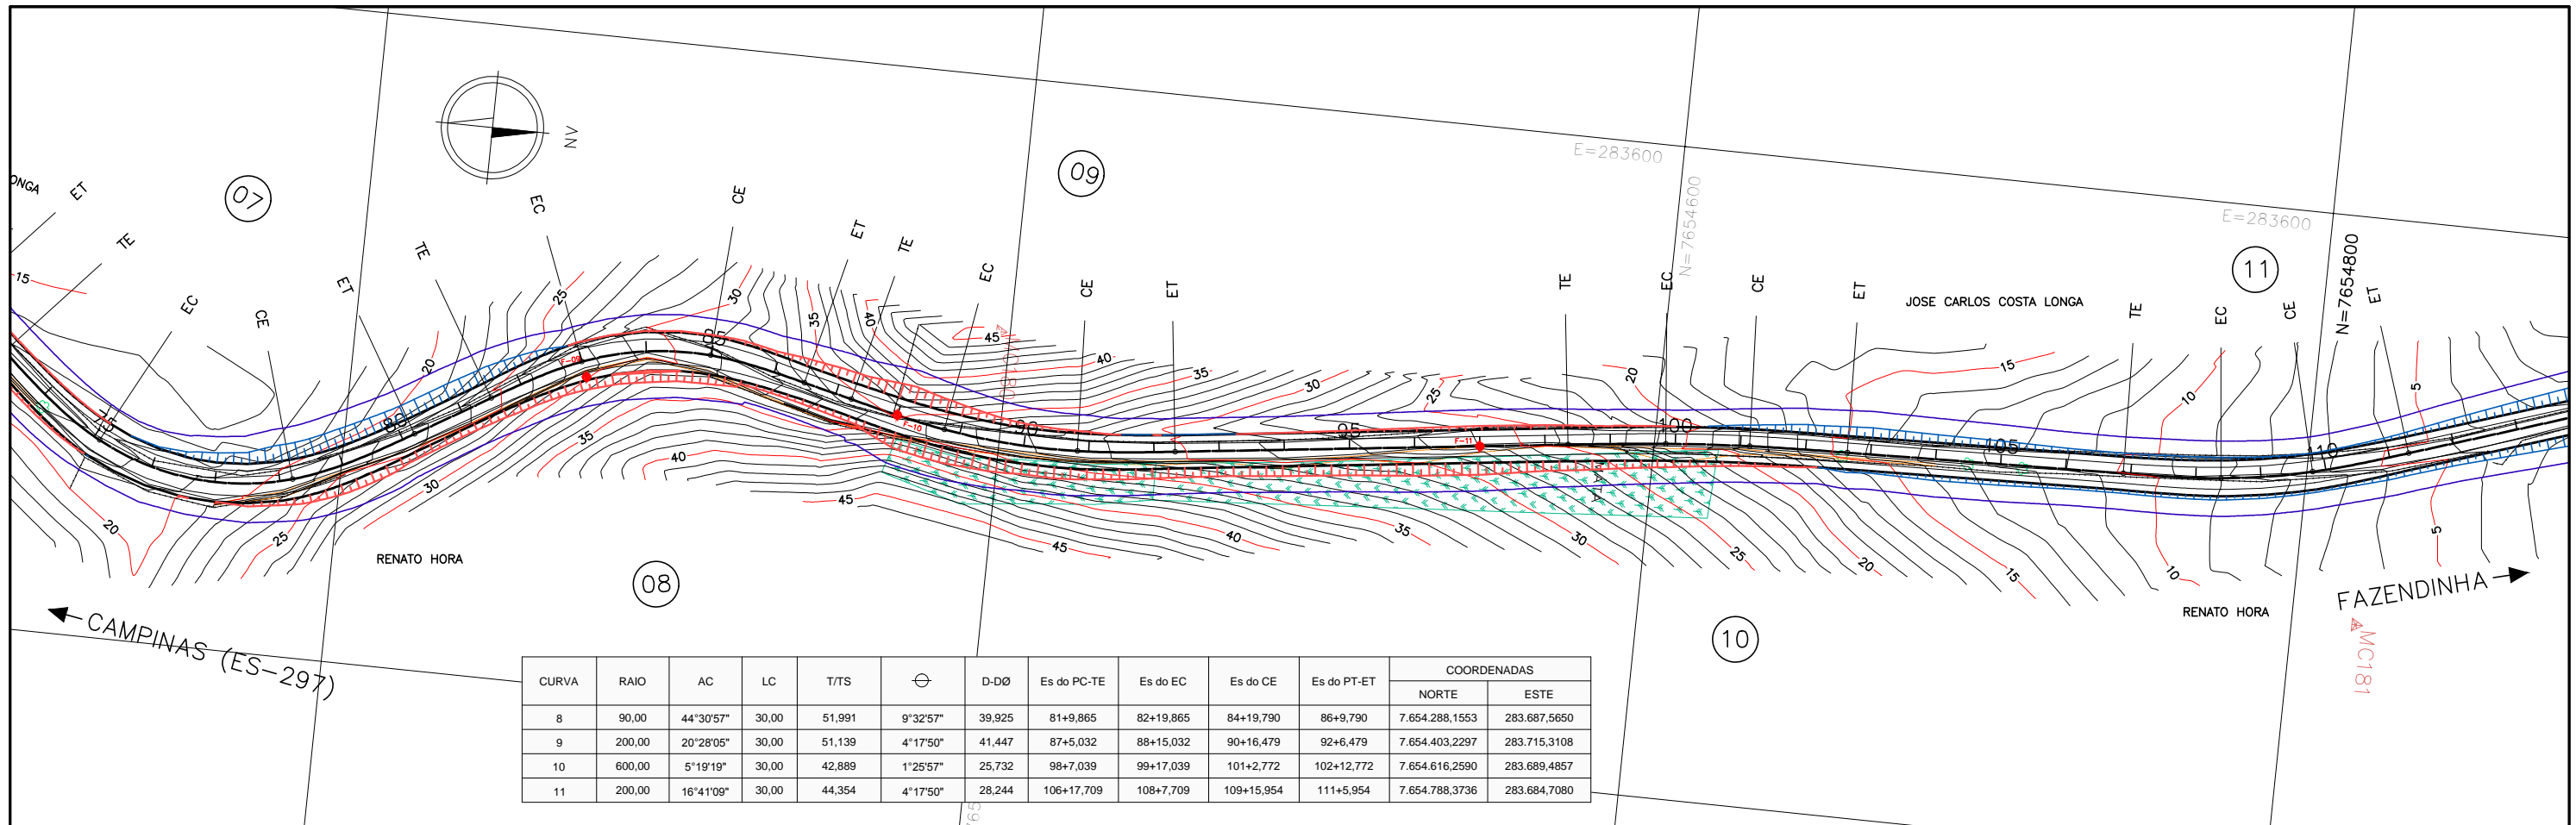 E=283600
E=283600
N=7654600
N=7654800
NV
ONGA
ET
TE
EC
CE
ET
TE
EC
CE
ET
TE
EC
CE
ET
TE
EC
CE
ET
TE
EC
CE
ET
07
09
11
08
10
JOSE CARLOS COSTA LONGA
15
20
25
30
35
40
45
40
35
30
25
20
15
10
5
75
80
85
90
95
100
105
110
F-09
F-10
F-11
MC180
MATA
20
25
30
35
40
45
45
40
35
30
25
20
15
10
5
RENATO HORA
RENATO HORA
CAMPINAS (ES-297)
FAZENDINHA
MC181
CURVA RAIO AC LC T/TS D-DØ Es do PC-TE Es do EC Es do CE Es do PT-ET COORDENADAS
NORTE ESTE
8 90,00 44°30'57" 30,00 51,991 9°32'57" 39,925 81+9,865 82+19,865 84+19,790 86+9,790 7.654.288,1553 283.687,5650
9 200,00 20°28'05" 30,00 51,139 4°17'50" 41,447 87+5,032 88+15,032 90+16,479 92+6,479 7.654.403,2297 283.715,3108
10 600,00 5°19'19" 30,00 42,889 1°25'57" 25,732 98+7,039 99+17,039 101+2,772 102+12,772 7.654.616,2590 283.689,4857
11 200,00 16°41'09" 30,00 44,354 4°17'50" 28,244 106+17,709 108+7,709 109+15,954 111+5,954 7.654.788,3736 283.684,7080